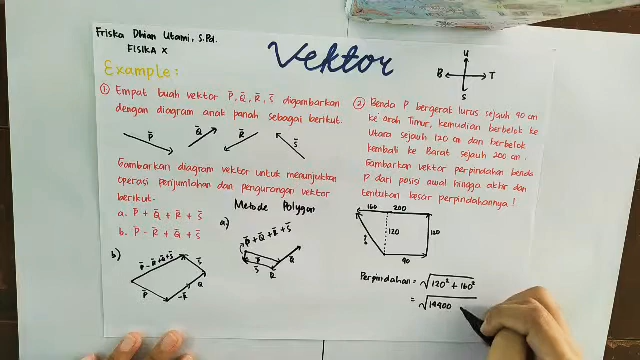 Friska Dhian Utami, S.Pd.
FISIKA X
Vektor
U
B T
S
Example:
① Empat buah vektor P̄, Q̄, R̄, S̄ digambarkan
dengan diagram anak panah sebagai berikut.
P̄ Q̄ R̄ S̄
Gambarkan diagram vektor untuk menunjukkan
operasi penjumlahan dan pengurangan vektor
berikut.
a. P̄ + Q̄ + R̄ + S̄
b. P̄ - R̄ + Q̄ + S̄
Metode Polygon
a)
P̄+Q̄+R̄+S̄
P
Q
R
S
b)
P̄-R̄+Q̄+S̄
P̄
-R̄
Q
S
② Benda P bergerak lurus sejauh 90 cm
ke arah Timur, kemudian berbelok ke
Utara sejauh 120 cm dan berbelok
kembali ke Barat sejauh 200 cm.
Gambarkan vektor perpindahan benda
P dari posisi awal hingga akhir dan
tentukan besar perpindahannya!
160 200
120
120
90
Perpindahan = √120² + 160²
= √14400